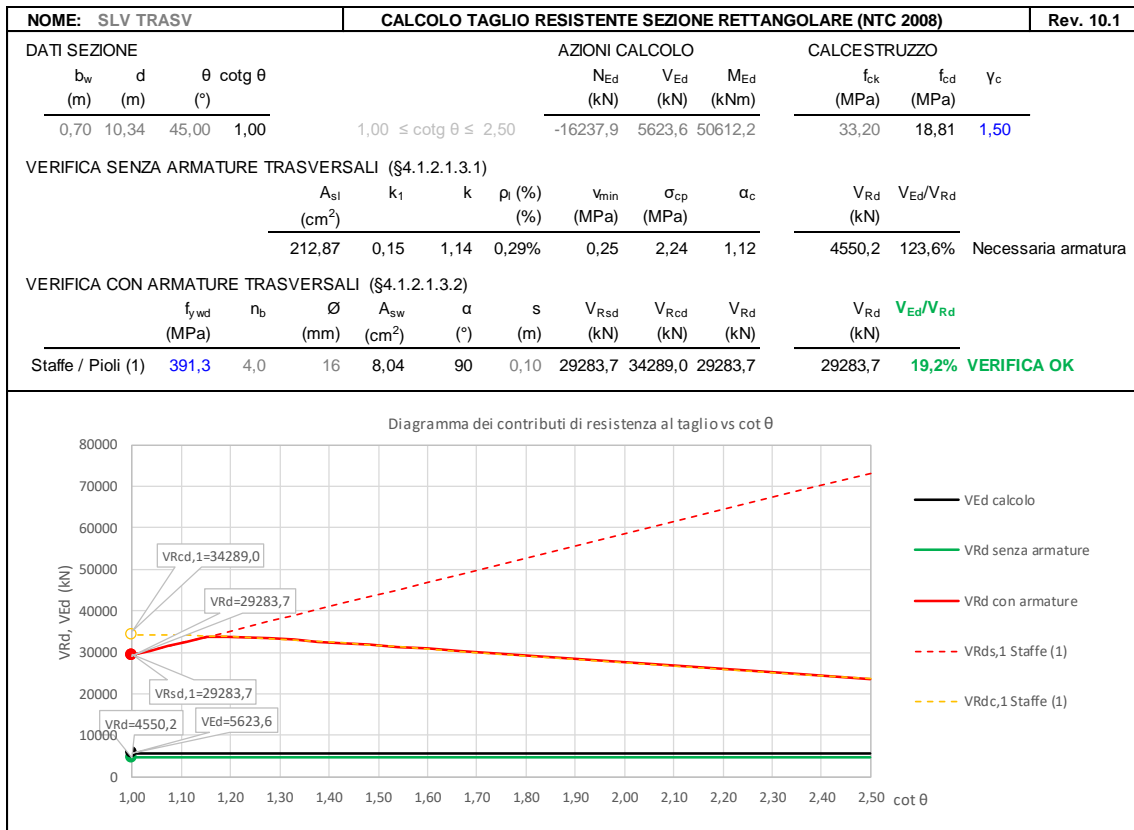 NOME: SLV TRASV CALCOLO TAGLIO RESISTENTE SEZIONE RETTANGOLARE (NTC 2008) Rev. 10.1
DATI SEZIONE AZIONI CALCOLO CALCESTRUZZO
bw d θ cotg θ NEd VEd MEd fck fcd γc
(m) (m) (°) (kN) (kN) (kNm) (MPa) (MPa)
0,70 10,34 45,00 1,00 1,00 ≤ cotg θ ≤ 2,50 -16237,9 5623,6 50612,2 33,20 18,81 1,50
VERIFICA SENZA ARMATURE TRASVERSALI (§4.1.2.1.3.1)
Asl k1 k ρl (%) vmin σcp αc VRd VEd/VRd
(cm2) (%) (MPa) (MPa) (kN)
212,87 0,15 1,14 0,29% 0,25 2,24 1,12 4550,2 123,6% Necessaria armatura
VERIFICA CON ARMATURE TRASVERSALI (§4.1.2.1.3.2)
fywd nb Ø Asw α s VRsd VRcd VRd VRd VEd/VRd
(MPa) (mm) (cm2) (°) (m) (kN) (kN) (kN) (kN)
Staffe / Pioli (1) 391,3 4,0 16 8,04 90 0,10 29283,7 34289,0 29283,7 29283,7 19,2% VERIFICA OK
Diagramma dei contributi di resistenza al taglio vs cot θ
VRd, VEd (kN)
80000
70000
60000
50000
40000
30000
20000
10000
0
VRcd,1=34289,0
VRd=29283,7
VRsd,1=29283,7
VRd=4550,2
VEd=5623,6
1,00 1,10 1,20 1,30 1,40 1,50 1,60 1,70 1,80 1,90 2,00 2,10 2,20 2,30 2,40 2,50 cot θ
VEd calcolo
VRd senza armature
VRd con armature
VRds,1 Staffe (1)
VRdc,1 Staffe (1)